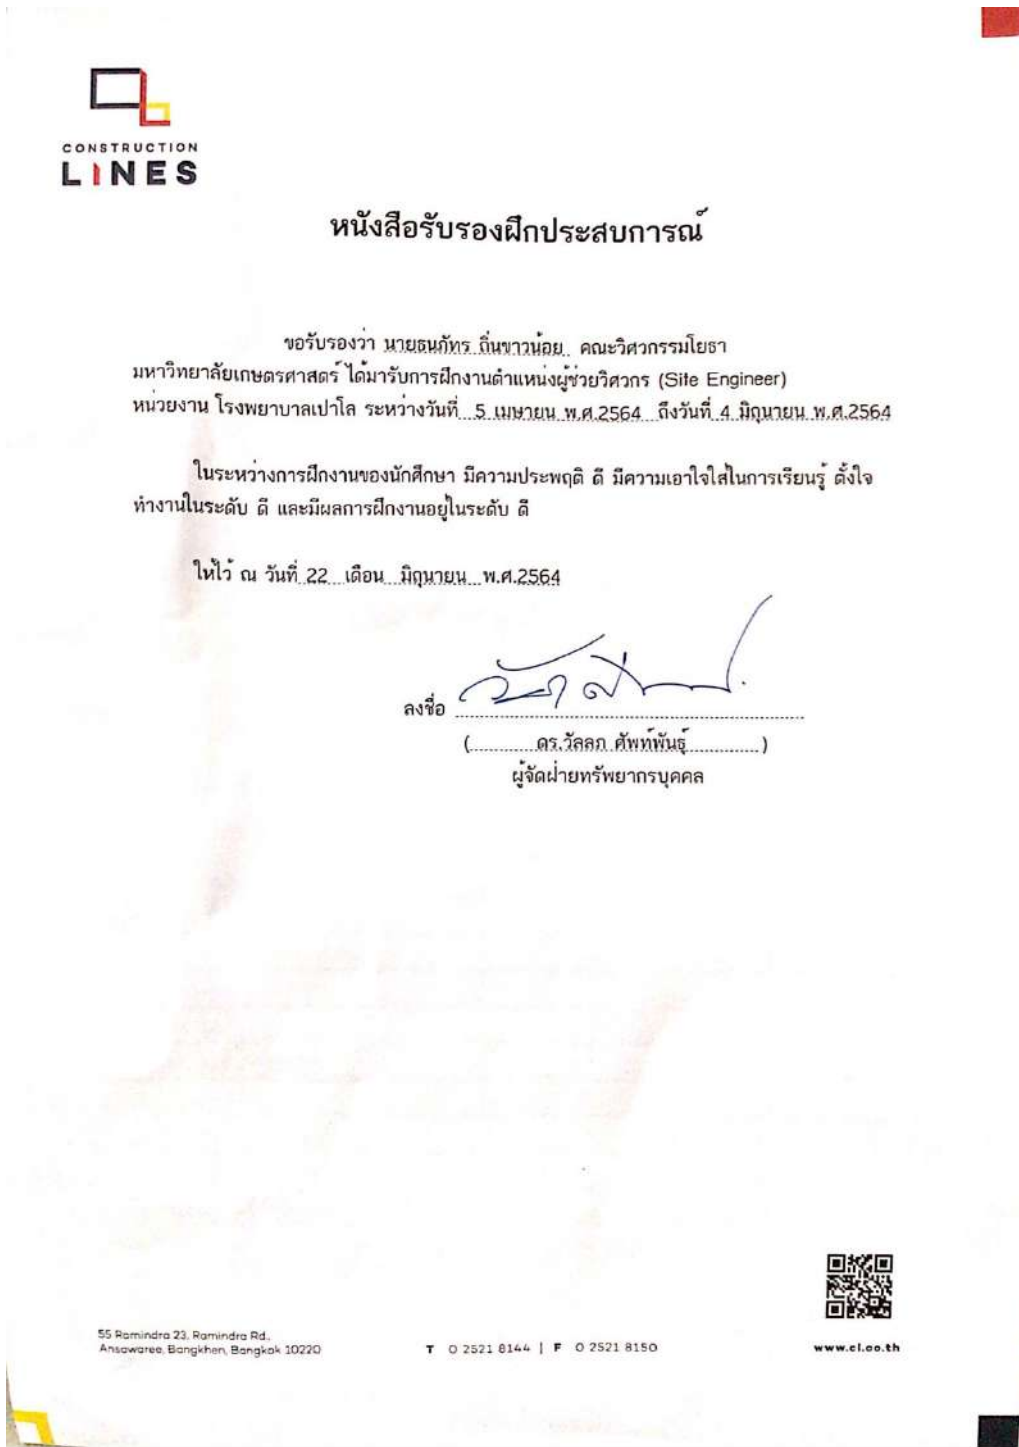 CONSTRUCTION
LINES
หนังสือรับรองฝึกประสบการณ์
ขอรับรองว่า นายธนภัทร ถิ่นขาวน้อย คณะวิศวกรรมโยธา
มหาวิทยาลัยเกษตรศาสตร์ ได้มารับการฝึกงานตำแหน่งผู้ช่วยวิศวกร (Site Engineer)
หน่วยงาน โรงพยาบาลเปาโล ระหว่างวันที่ 5 เมษายน พ.ศ.2564 ถึงวันที่ 4 มิถุนายน พ.ศ.2564
ในระหว่างการฝึกงานของนักศึกษา มีความประพฤติ ดี มีความเอาใจใส่ในการเรียนรู้ ตั้งใจ
ทำงานในระดับ ดี และมีผลการฝึกงานอยู่ในระดับ ดี
ให้ไว้ ณ วันที่ 22 เดือน มิถุนายน พ.ศ.2564
ลงชื่อ
( ดร.วัลลภ ศัพท์พันธุ์ )
ผู้จัดฝ่ายทรัพยากรบุคคล
55 Ramindra 23, Ramindra Rd.,
Ansawaree, Bangkhen, Bangkok 10220
T 0 2521 8144 | F 0 2521 8150
www.cl.co.th